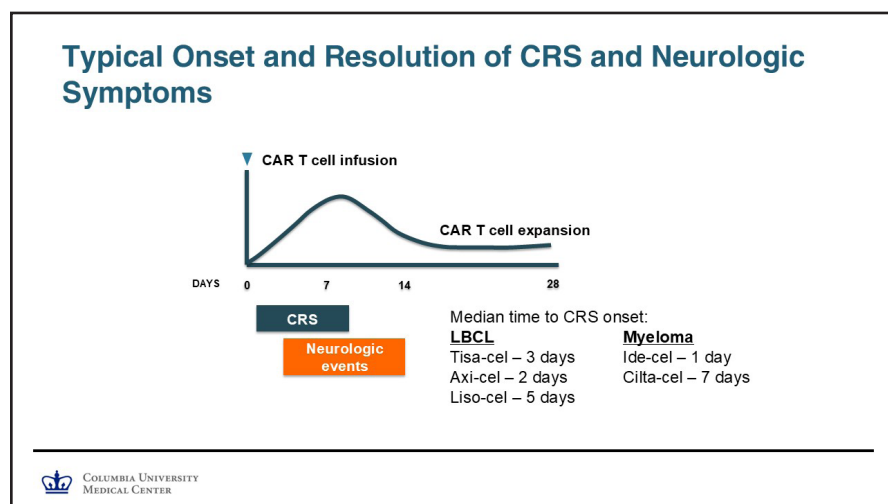 Typical Onset and Resolution of CRS and Neurologic
Symptoms
CAR T cell infusion
CAR T cell expansion
DAYS 0 7 14 28
CRS
Neurologic
events
Median time to CRS onset:
LBCL
Tisa-cel – 3 days
Axi-cel – 2 days
Liso-cel – 5 days
Myeloma
Ide-cel – 1 day
Cilta-cel – 7 days
COLUMBIA UNIVERSITY
MEDICAL CENTER